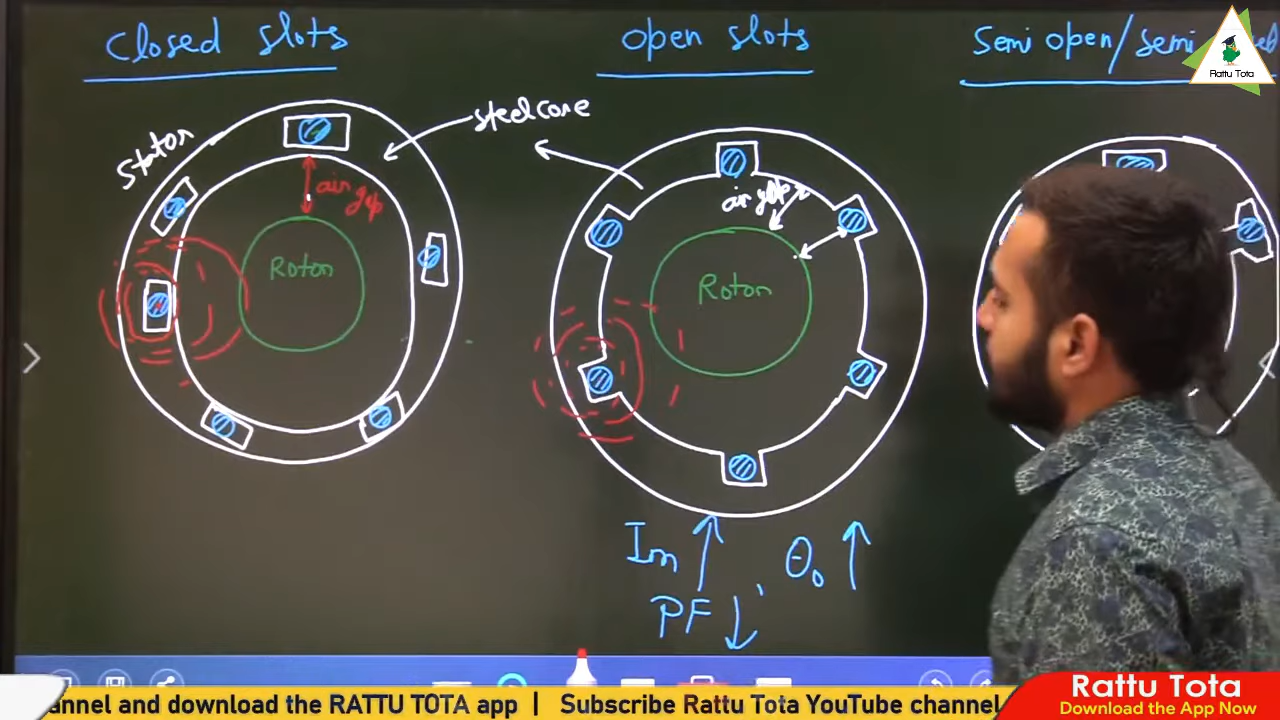 Closed slots
open slots
Semi open/semi
Rattu Tota
steel core
Stator
air gap
air gap
Rotor
Rotor
Im ↑ , θo ↑
PF ↓
annel and download the RATTU TOTA app | Subscribe Rattu Tota YouTube channel
Rattu Tota
Download the App Now